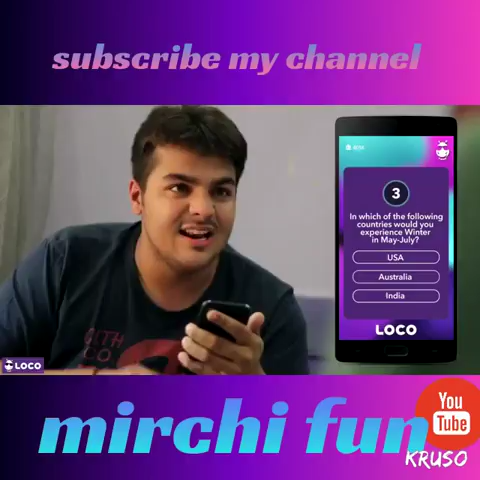 subscribe my channel
3
In which of the following
countries would you
experience Winter
in May-July?
USA
Australia
India
LOCO
LOCO
mirchi fun
You
Tube
KRUSO